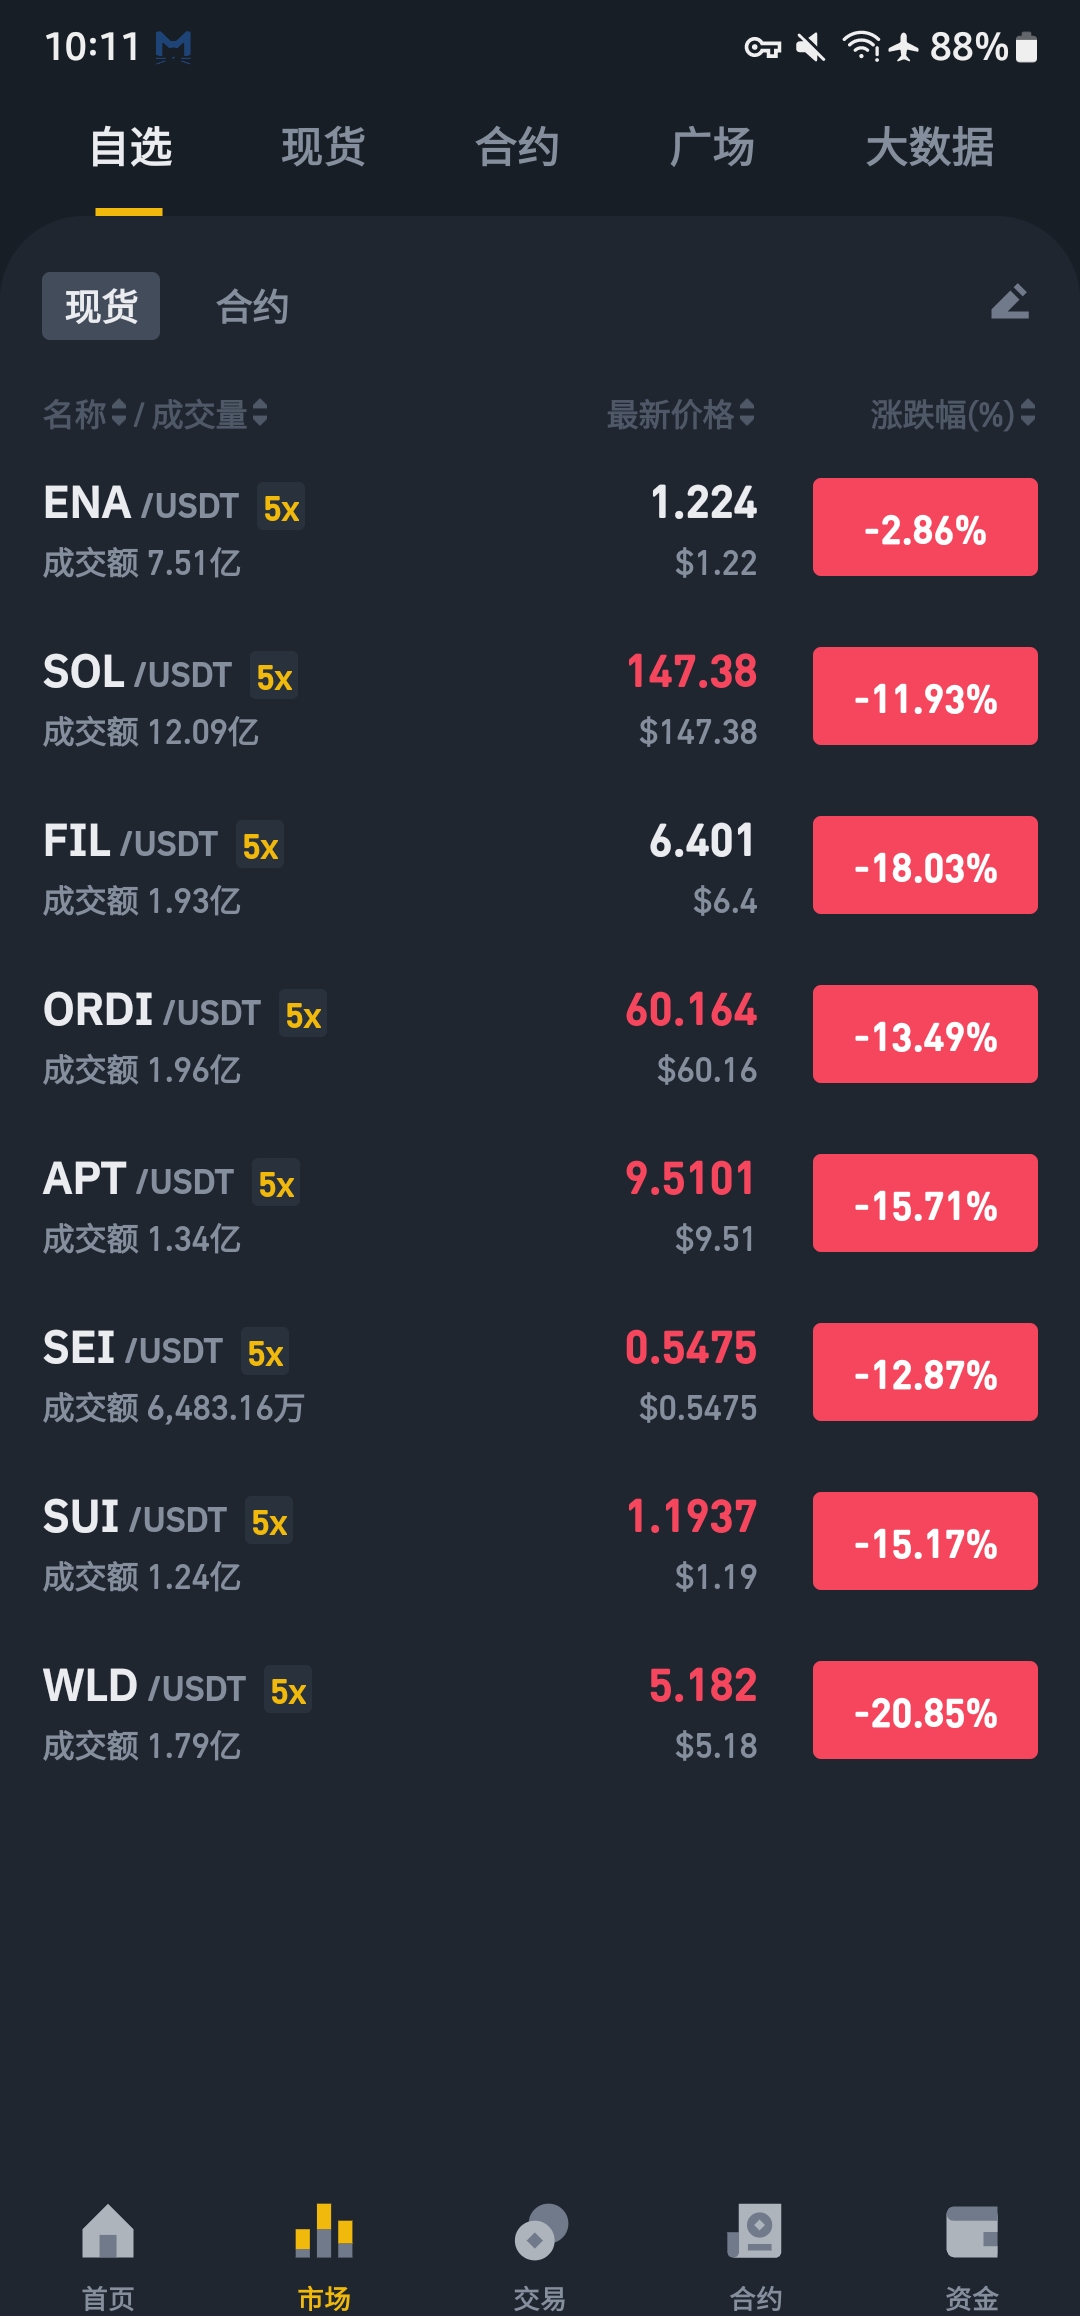 10:11 88%
自选 现货 合约 广场 大数据
现货 合约
名称 / 成交量 最新价格 涨跌幅(%)
ENA /USDT 5x 1.224 -2.86%
成交额 7.51亿 $1.22
SOL /USDT 5x 147.38 -11.93%
成交额 12.09亿 $147.38
FIL /USDT 5x 6.401 -18.03%
成交额 1.93亿 $6.4
ORDI /USDT 5x 60.164 -13.49%
成交额 1.96亿 $60.16
APT /USDT 5x 9.5101 -15.71%
成交额 1.34亿 $9.51
SEI /USDT 5x 0.5475 -12.87%
成交额 6,483.16万 $0.5475
SUI /USDT 5x 1.1937 -15.17%
成交额 1.24亿 $1.19
WLD /USDT 5x 5.182 -20.85%
成交额 1.79亿 $5.18
首页 市场 交易 合约 资金